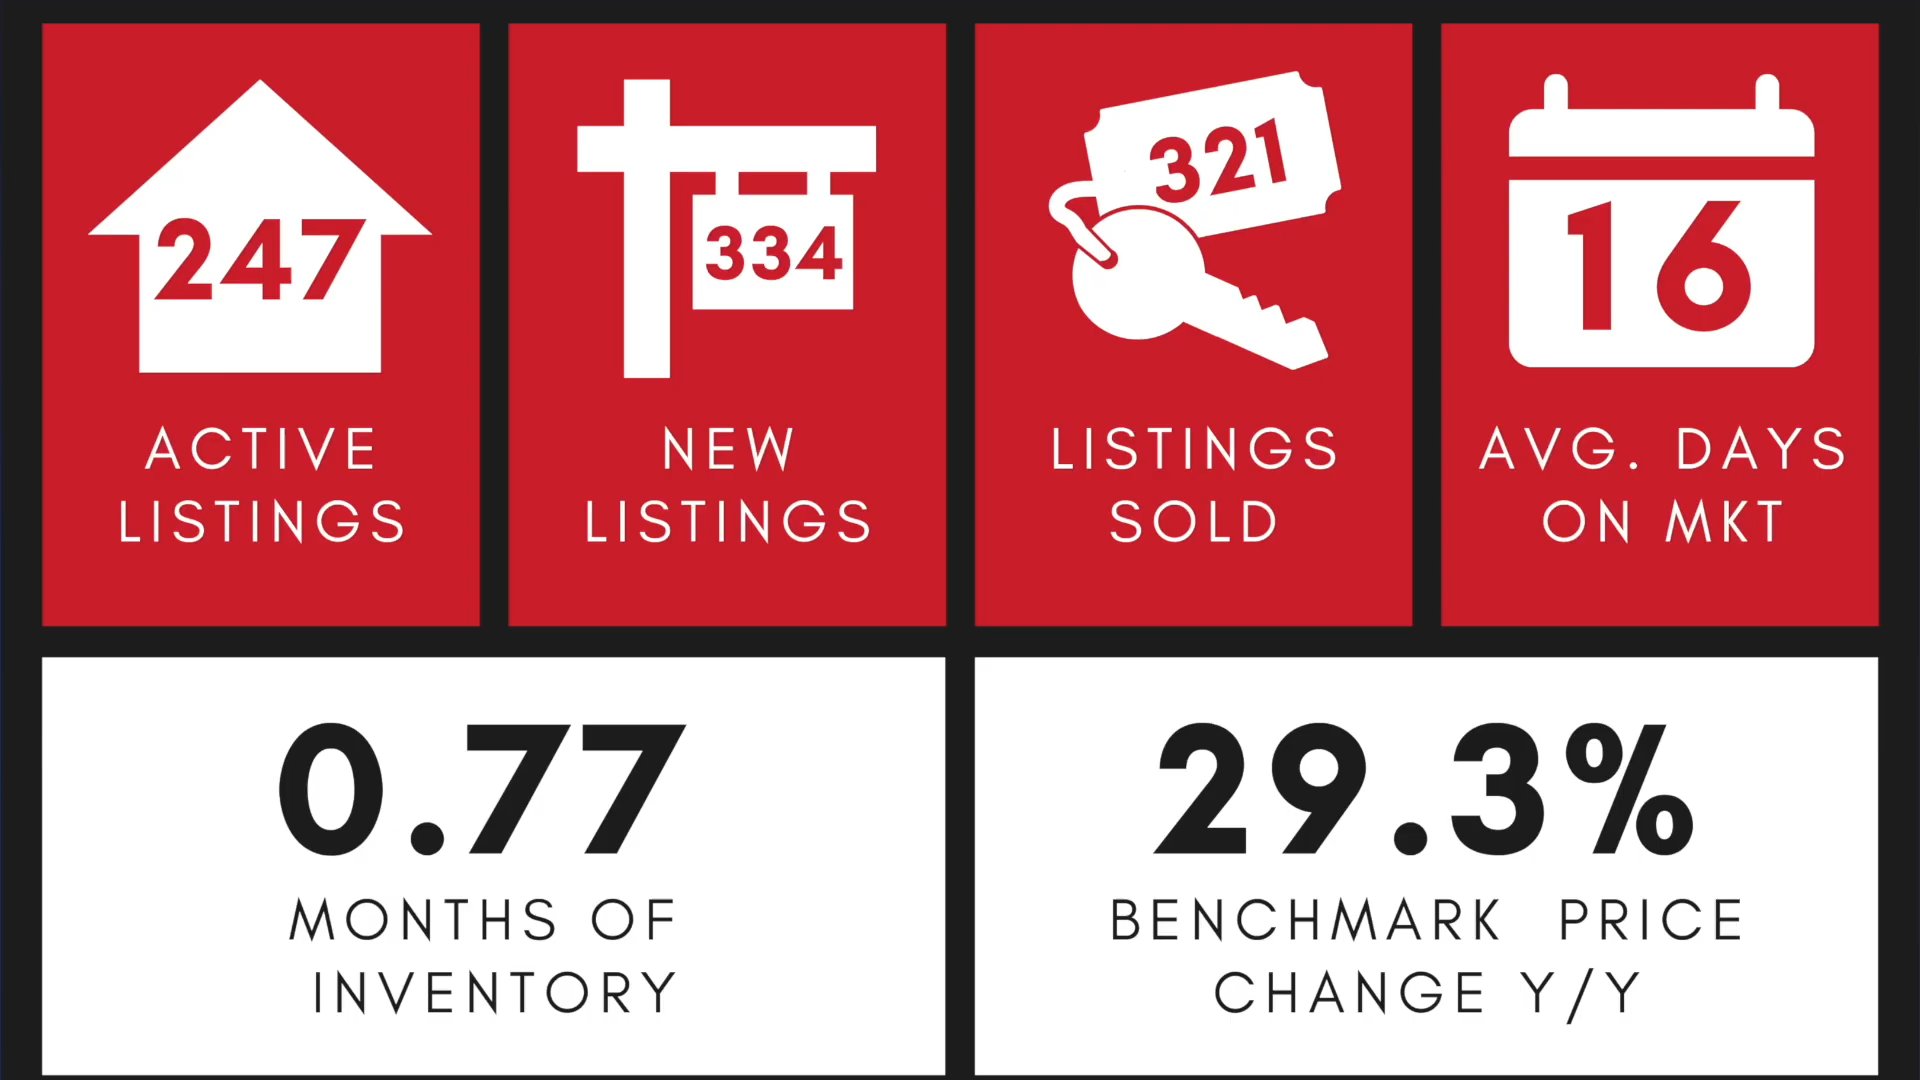 247
ACTIVE
LISTINGS
334
NEW
LISTINGS
321
LISTINGS
SOLD
16
AVG. DAYS
ON MKT
0.77
MONTHS OF
INVENTORY
29.3%
BENCHMARK PRICE
CHANGE Y/Y